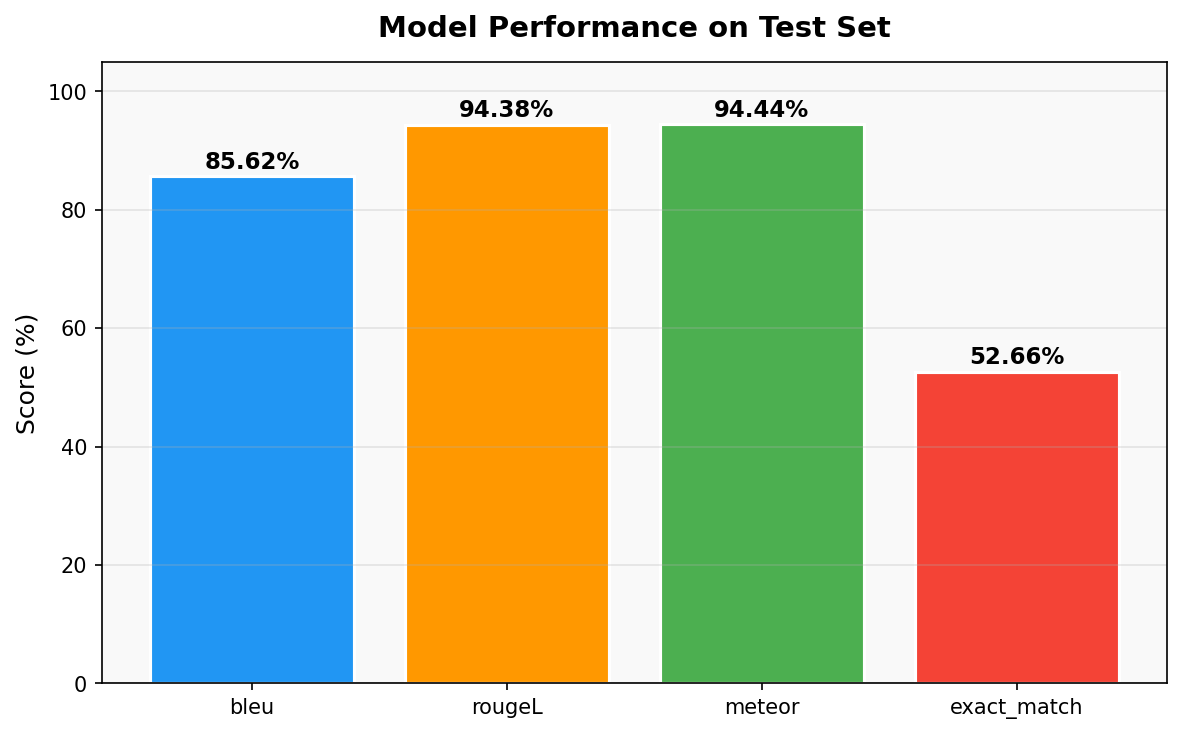 Model Performance on Test Set
Score (%)
100
80
60
40
20
0
85.62%
94.38%
94.44%
52.66%
bleu
rougeL
meteor
exact_match